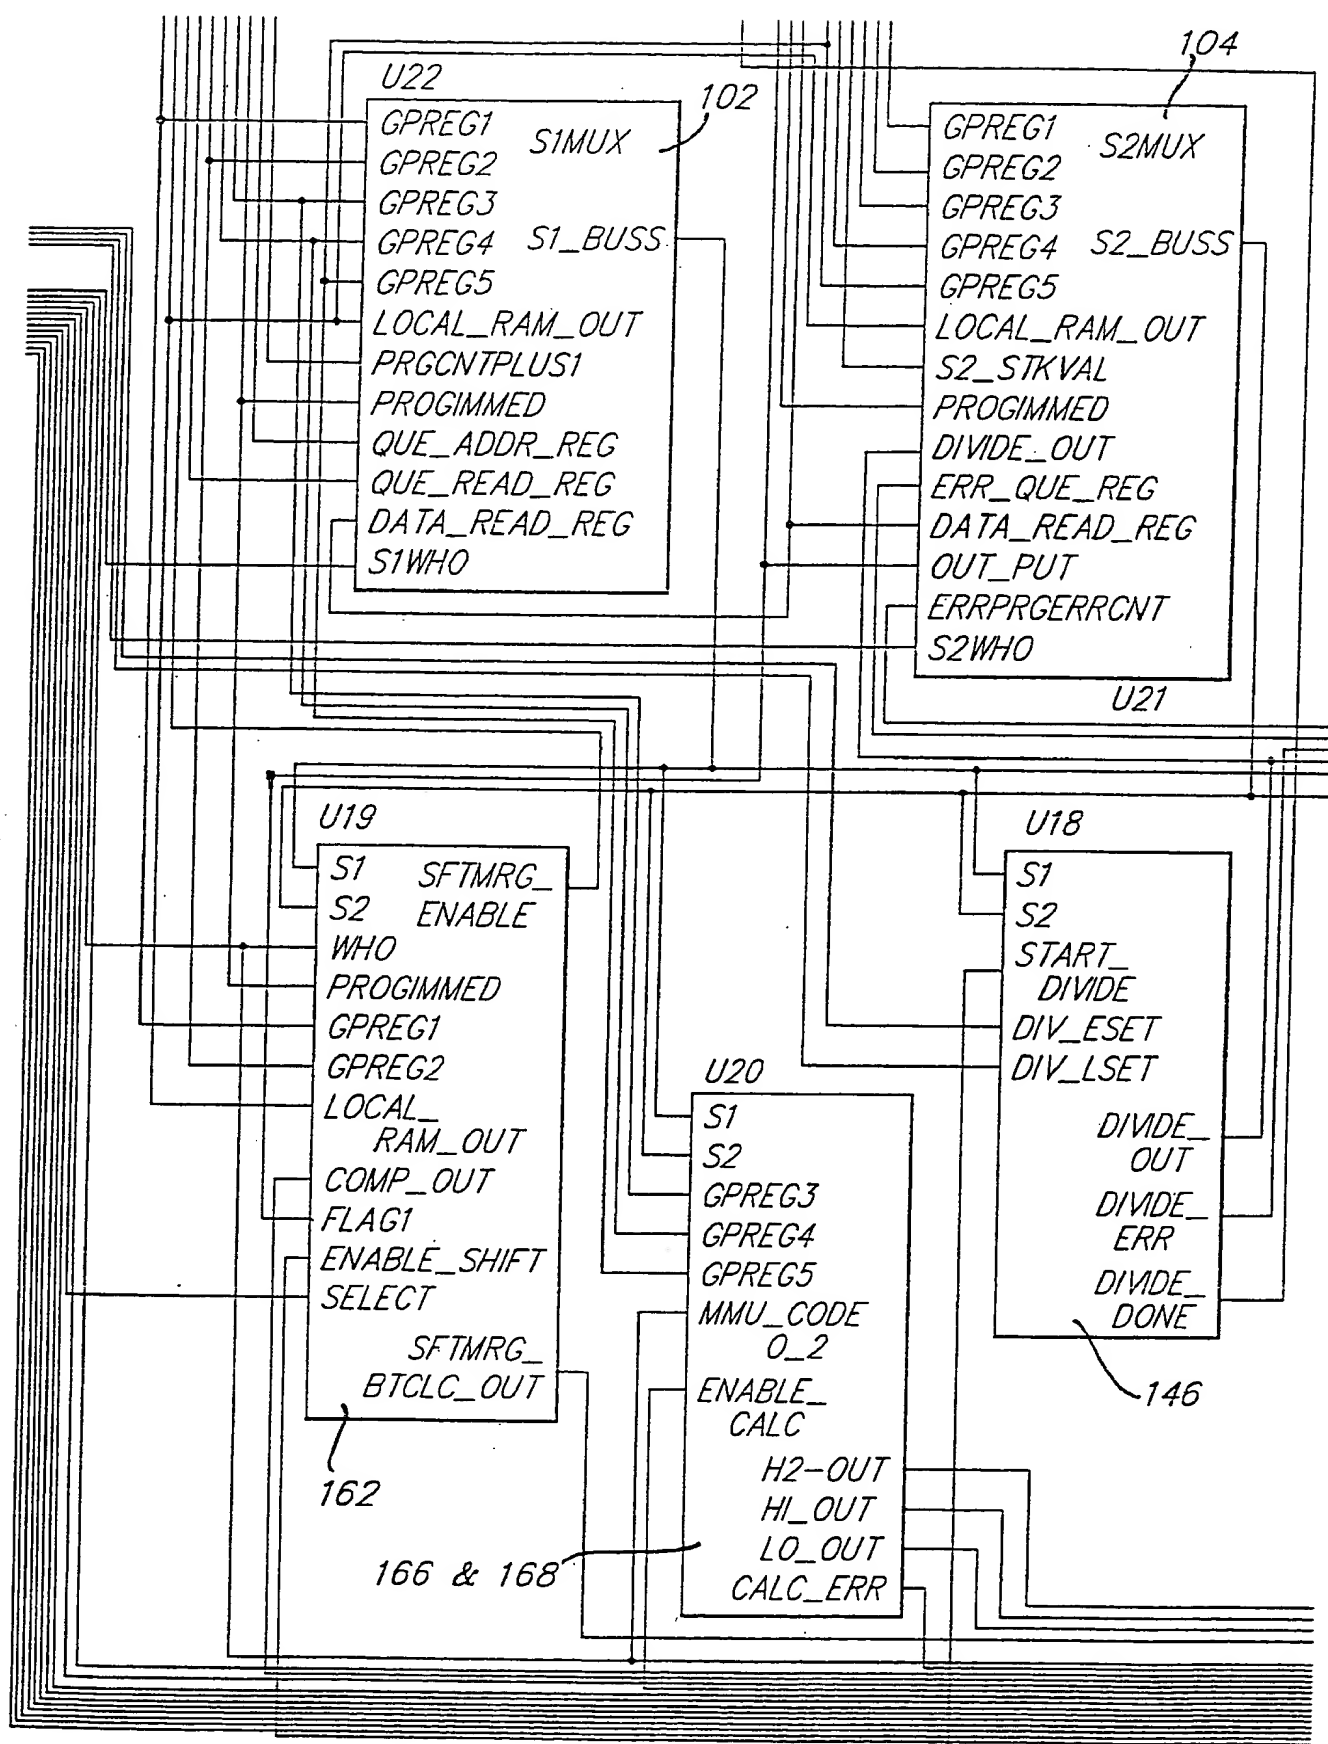 U22
102
GPREG1
S1MUX
GPREG2
GPREG3
GPREG4
S1_BUSS
GPREG5
LOCAL_RAM_OUT
PRGCNTPLUS1
PROGIMMED
QUE_ADDR_REG
QUE_READ_REG
DATA_READ_REG
S1WHO
104
GPREG1
S2MUX
GPREG2
GPREG3
GPREG4
S2_BUSS
GPREG5
LOCAL_RAM_OUT
S2_STKVAL
PROGIMMED
DIVIDE_OUT
ERR_QUE_REG
DATA_READ_REG
OUT_PUT
ERRPRGERRCNT
S2WHO
U21
U19
S1
SFTMRG_
S2
ENABLE
WHO
PROGIMMED
GPREG1
GPREG2
LOCAL_
RAM_OUT
COMP_OUT
FLAG1
ENABLE_SHIFT
SELECT
SFTMRG_
BTCLC_OUT
162
U20
S1
S2
GPREG3
GPREG4
GPREG5
MMU_CODE
0_2
ENABLE_
CALC
H2-OUT
HI_OUT
LO_OUT
CALC_ERR
166 & 168
U18
S1
S2
START_
DIVIDE
DIV_ESET
DIV_LSET
DIVIDE_
OUT
DIVIDE_
ERR
DIVIDE_
DONE
146